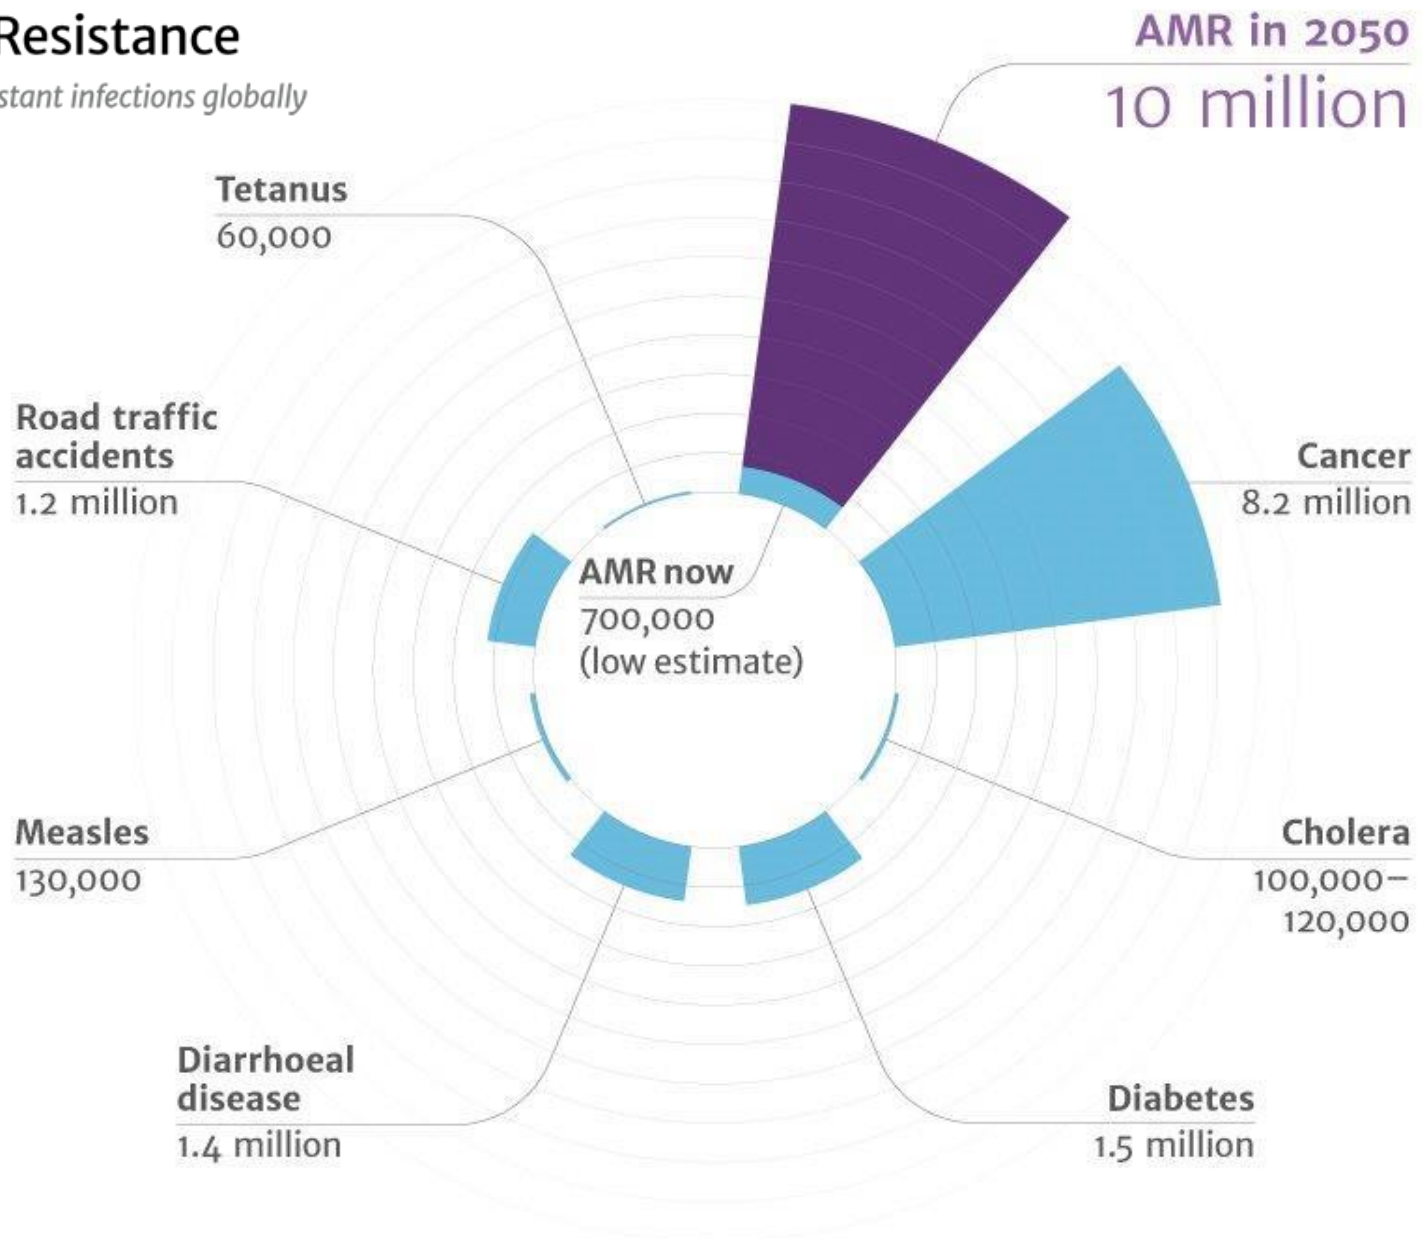 Resistance
stant infections globally
AMR in 2050
10 million
Tetanus
60,000
Road traffic
accidents
1.2 million
Cancer
8.2 million
AMR now
700,000
(low estimate)
Measles
130,000
Cholera
100,000–
120,000
Diarrhoeal
disease
1.4 million
Diabetes
1.5 million